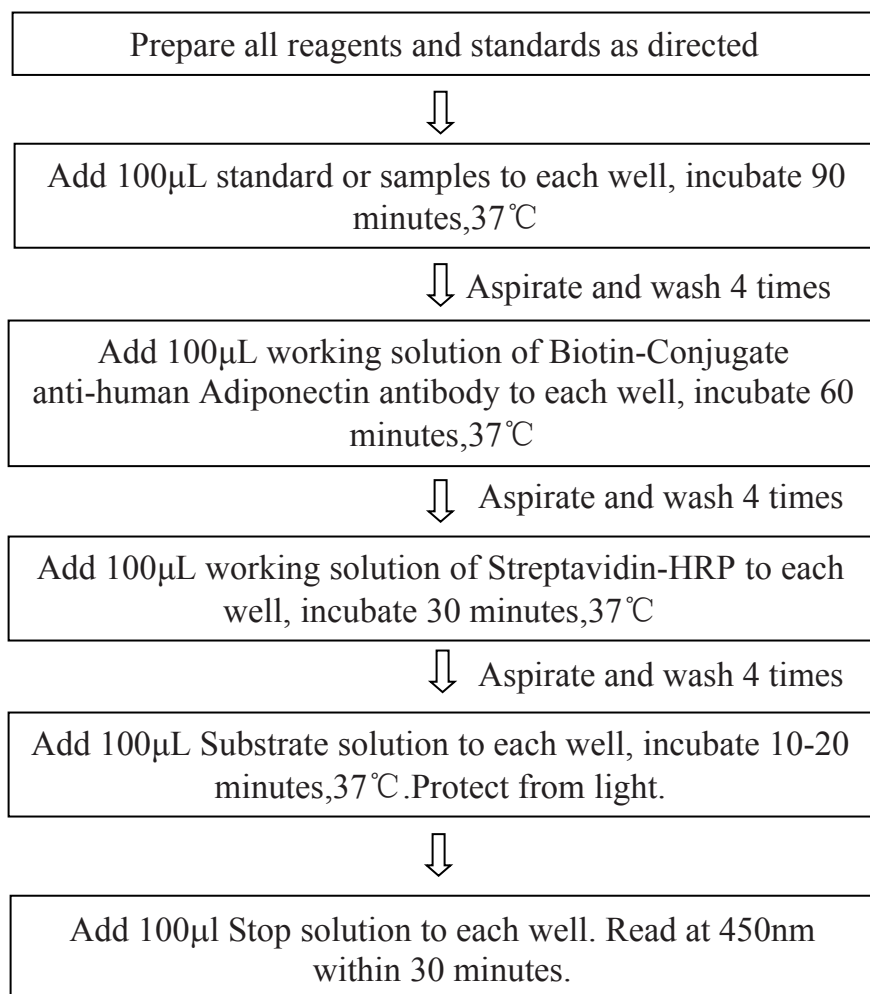 Prepare all reagents and standards as directed
Add 100μL standard or samples to each well, incubate 90
minutes,37℃
Aspirate and wash 4 times
Add 100μL working solution of Biotin-Conjugate
anti-human Adiponectin antibody to each well, incubate 60
minutes,37℃
Aspirate and wash 4 times
Add 100μL working solution of Streptavidin-HRP to each
well, incubate 30 minutes,37℃
Aspirate and wash 4 times
Add 100μL Substrate solution to each well, incubate 10-20
minutes,37℃.Protect from light.
Add 100μl Stop solution to each well. Read at 450nm
within 30 minutes.